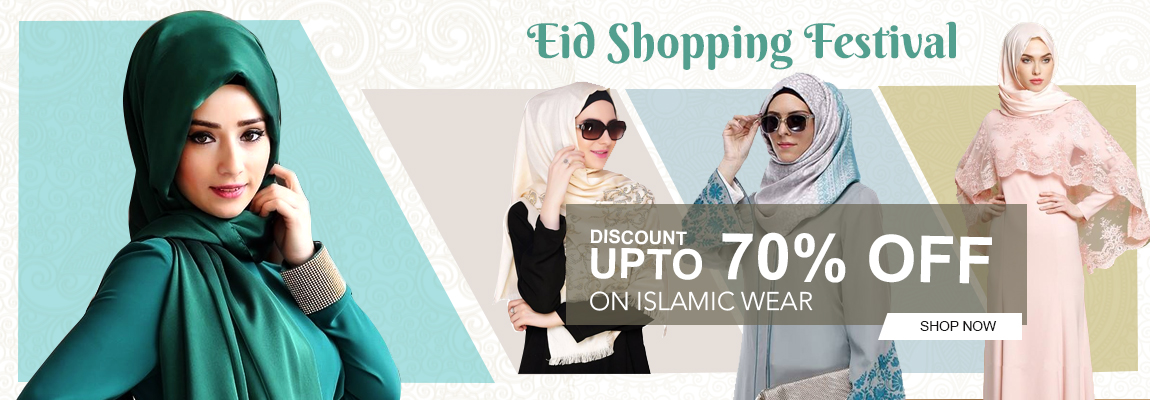 Eid Shopping Festival
DISCOUNT
UPTO 70% OFF
ON ISLAMIC WEAR
SHOP NOW